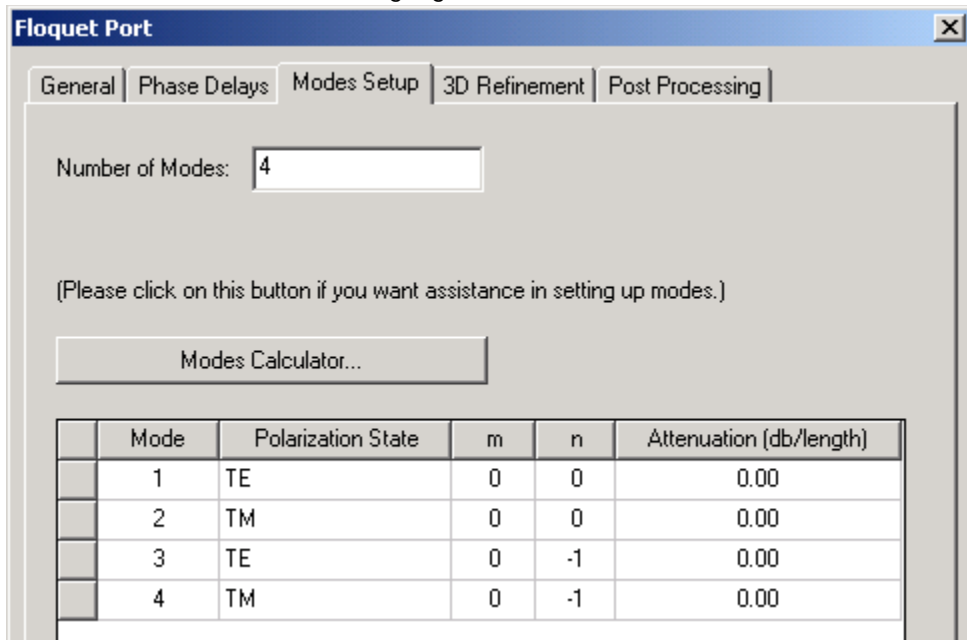 Floquet Port
General Phase Delays Modes Setup 3D Refinement Post Processing
Number of Modes: 4
(Please click on this button if you want assistance in setting up modes.)
Modes Calculator...
Mode Polarization State m n Attenuation (db/length)
1 TE 0 0 0.00
2 TM 0 0 0.00
3 TE 0 -1 0.00
4 TM 0 -1 0.00